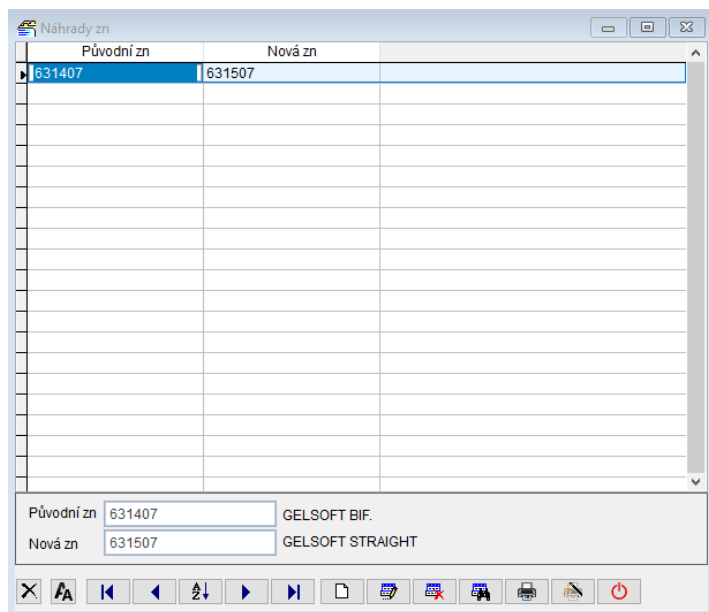 Náhrady zn
Původní zn Nová zn
631407 631507
Původní zn 631407 GELSOFT BIF.
Nová zn 631507 GELSOFT STRAIGHT